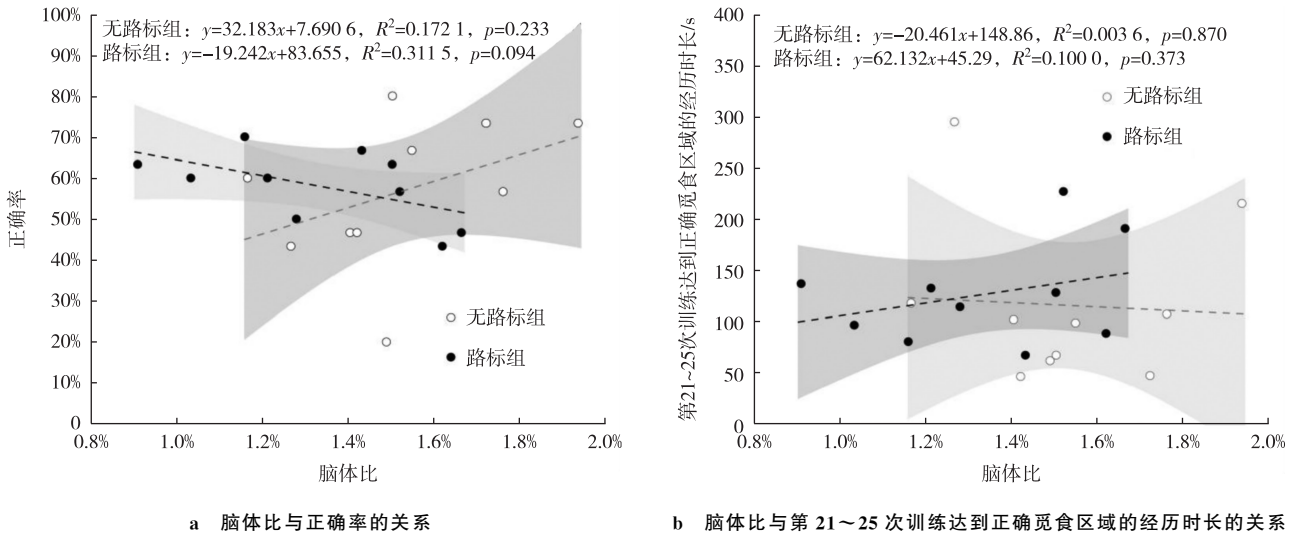 无路标组：y=32.183x+7.690 6，R²=0.172 1，p=0.233
路标组：y=−19.242x+83.655，R²=0.311 5，p=0.094
100%
90%
80%
70%
60%
50%
40%
30%
20%
10%
0
正确率
无路标组
路标组
0.8% 1.0% 1.2% 1.4% 1.6% 1.8% 2.0%
脑体比
a 脑体比与正确率的关系
无路标组：y=−20.461x+148.86，R²=0.003 6，p=0.870
路标组：y=62.132x+45.29，R²=0.100 0，p=0.373
400
450
400
300
250
200
150
100
50
0
第21~25次训练达到正确觅食区域的经历时长/s
无路标组
路标组
0.8% 1.0% 1.2% 1.4% 1.6% 1.8% 2.0%
脑体比
b 脑体比与第 21～25 次训练达到正确觅食区域的经历时长的关系